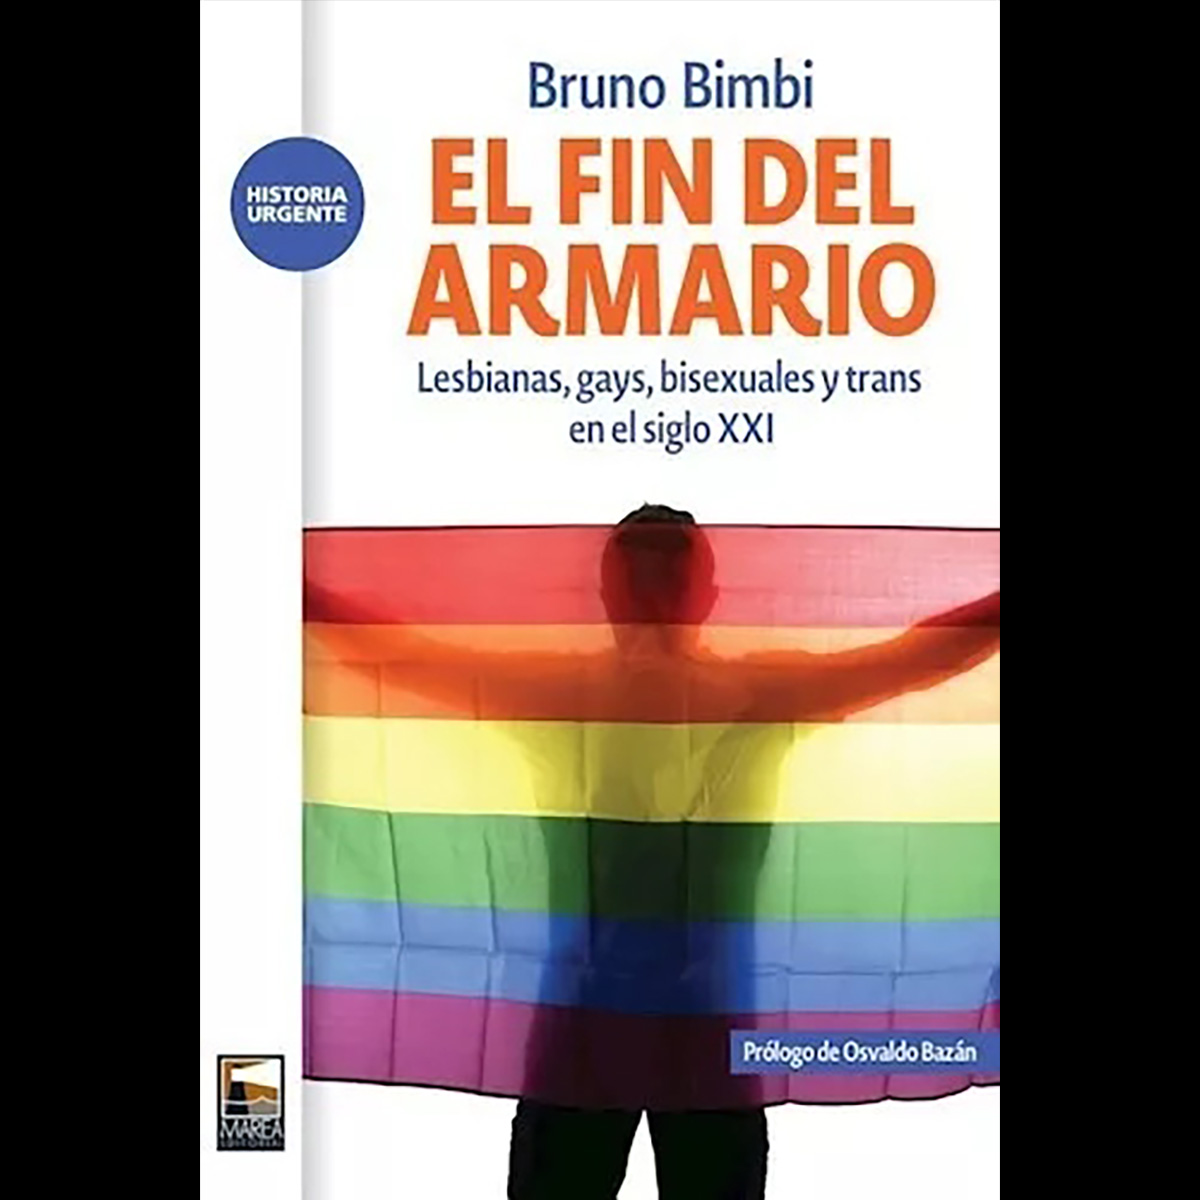 Bruno Bimbi
EL FIN DEL
ARMARIO
Lesbianas, gays, bisexuales y trans
en el siglo XXI
HISTORIA
URGENTE
Prólogo de Osvaldo Bazán
MAREA
EDITORIAL